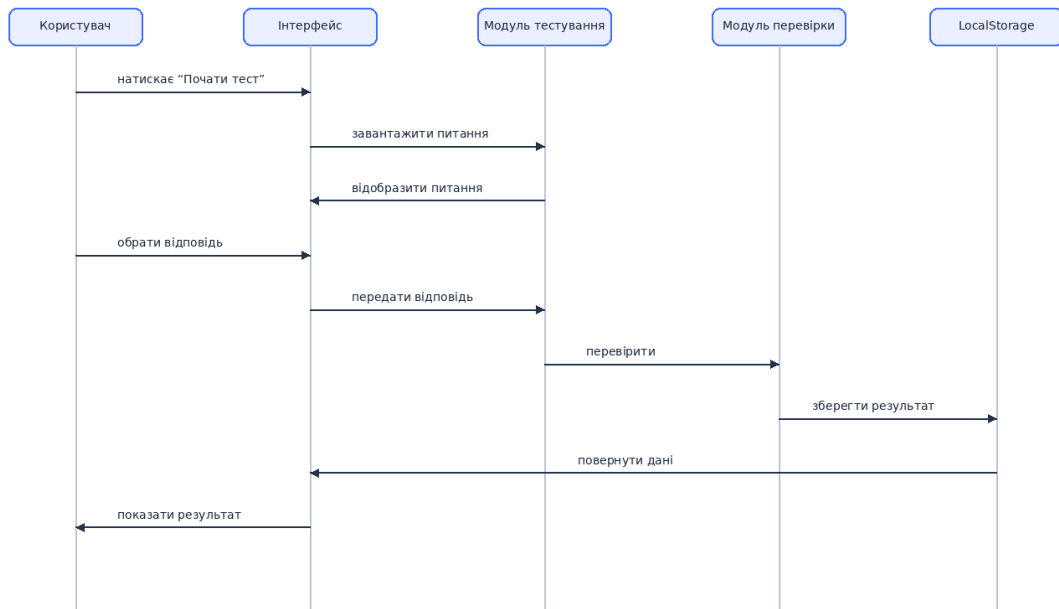 Користувач
Інтерфейс
Модуль тестування
Модуль перевірки
LocalStorage
натискає “Почати тест”
завантажити питання
відобразити питання
обрати відповідь
передати відповідь
перевірити
зберегти результат
повернути дані
показати результат